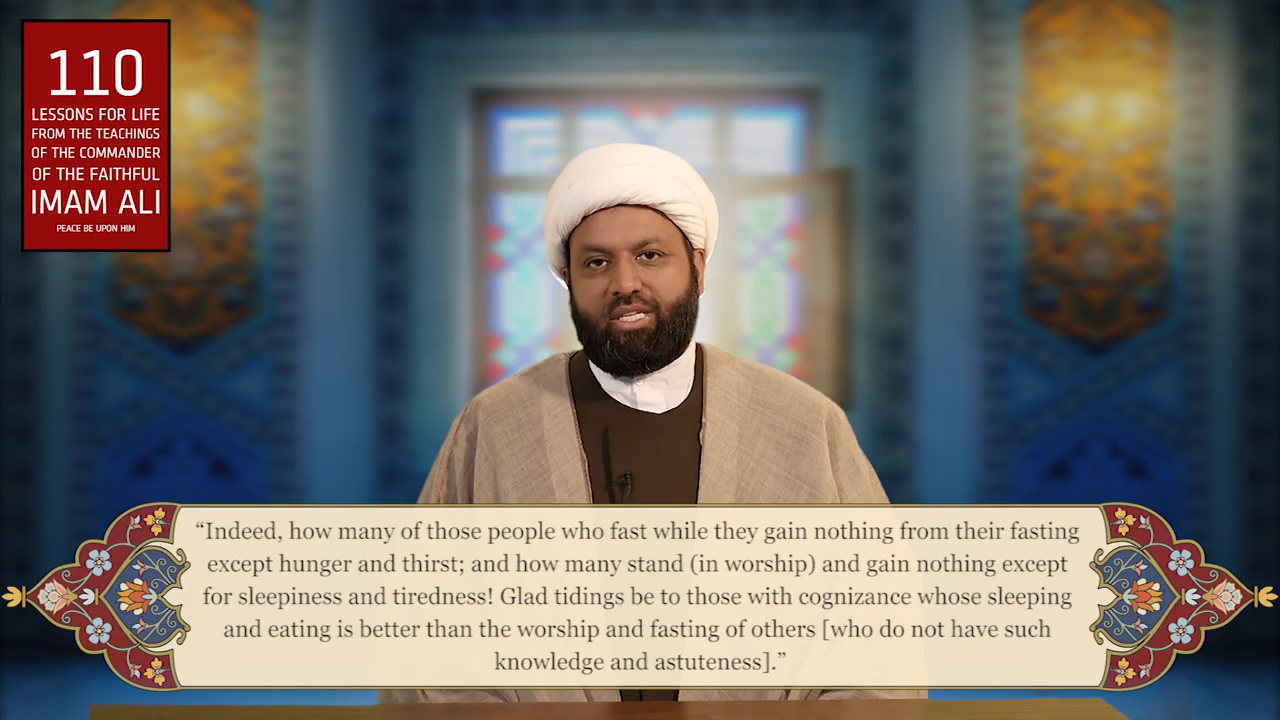 110
LESSONS FOR LIFE
FROM THE TEACHINGS
OF THE COMMANDER
OF THE FAITHFUL
IMAM ALI
PEACE BE UPON HIM
“Indeed, how many of those people who fast while they gain nothing from their fasting
except hunger and thirst; and how many stand (in worship) and gain nothing except
for sleepiness and tiredness! Glad tidings be to those with cognizance whose sleeping
and eating is better than the worship and fasting of others [who do not have such
knowledge and astuteness].”